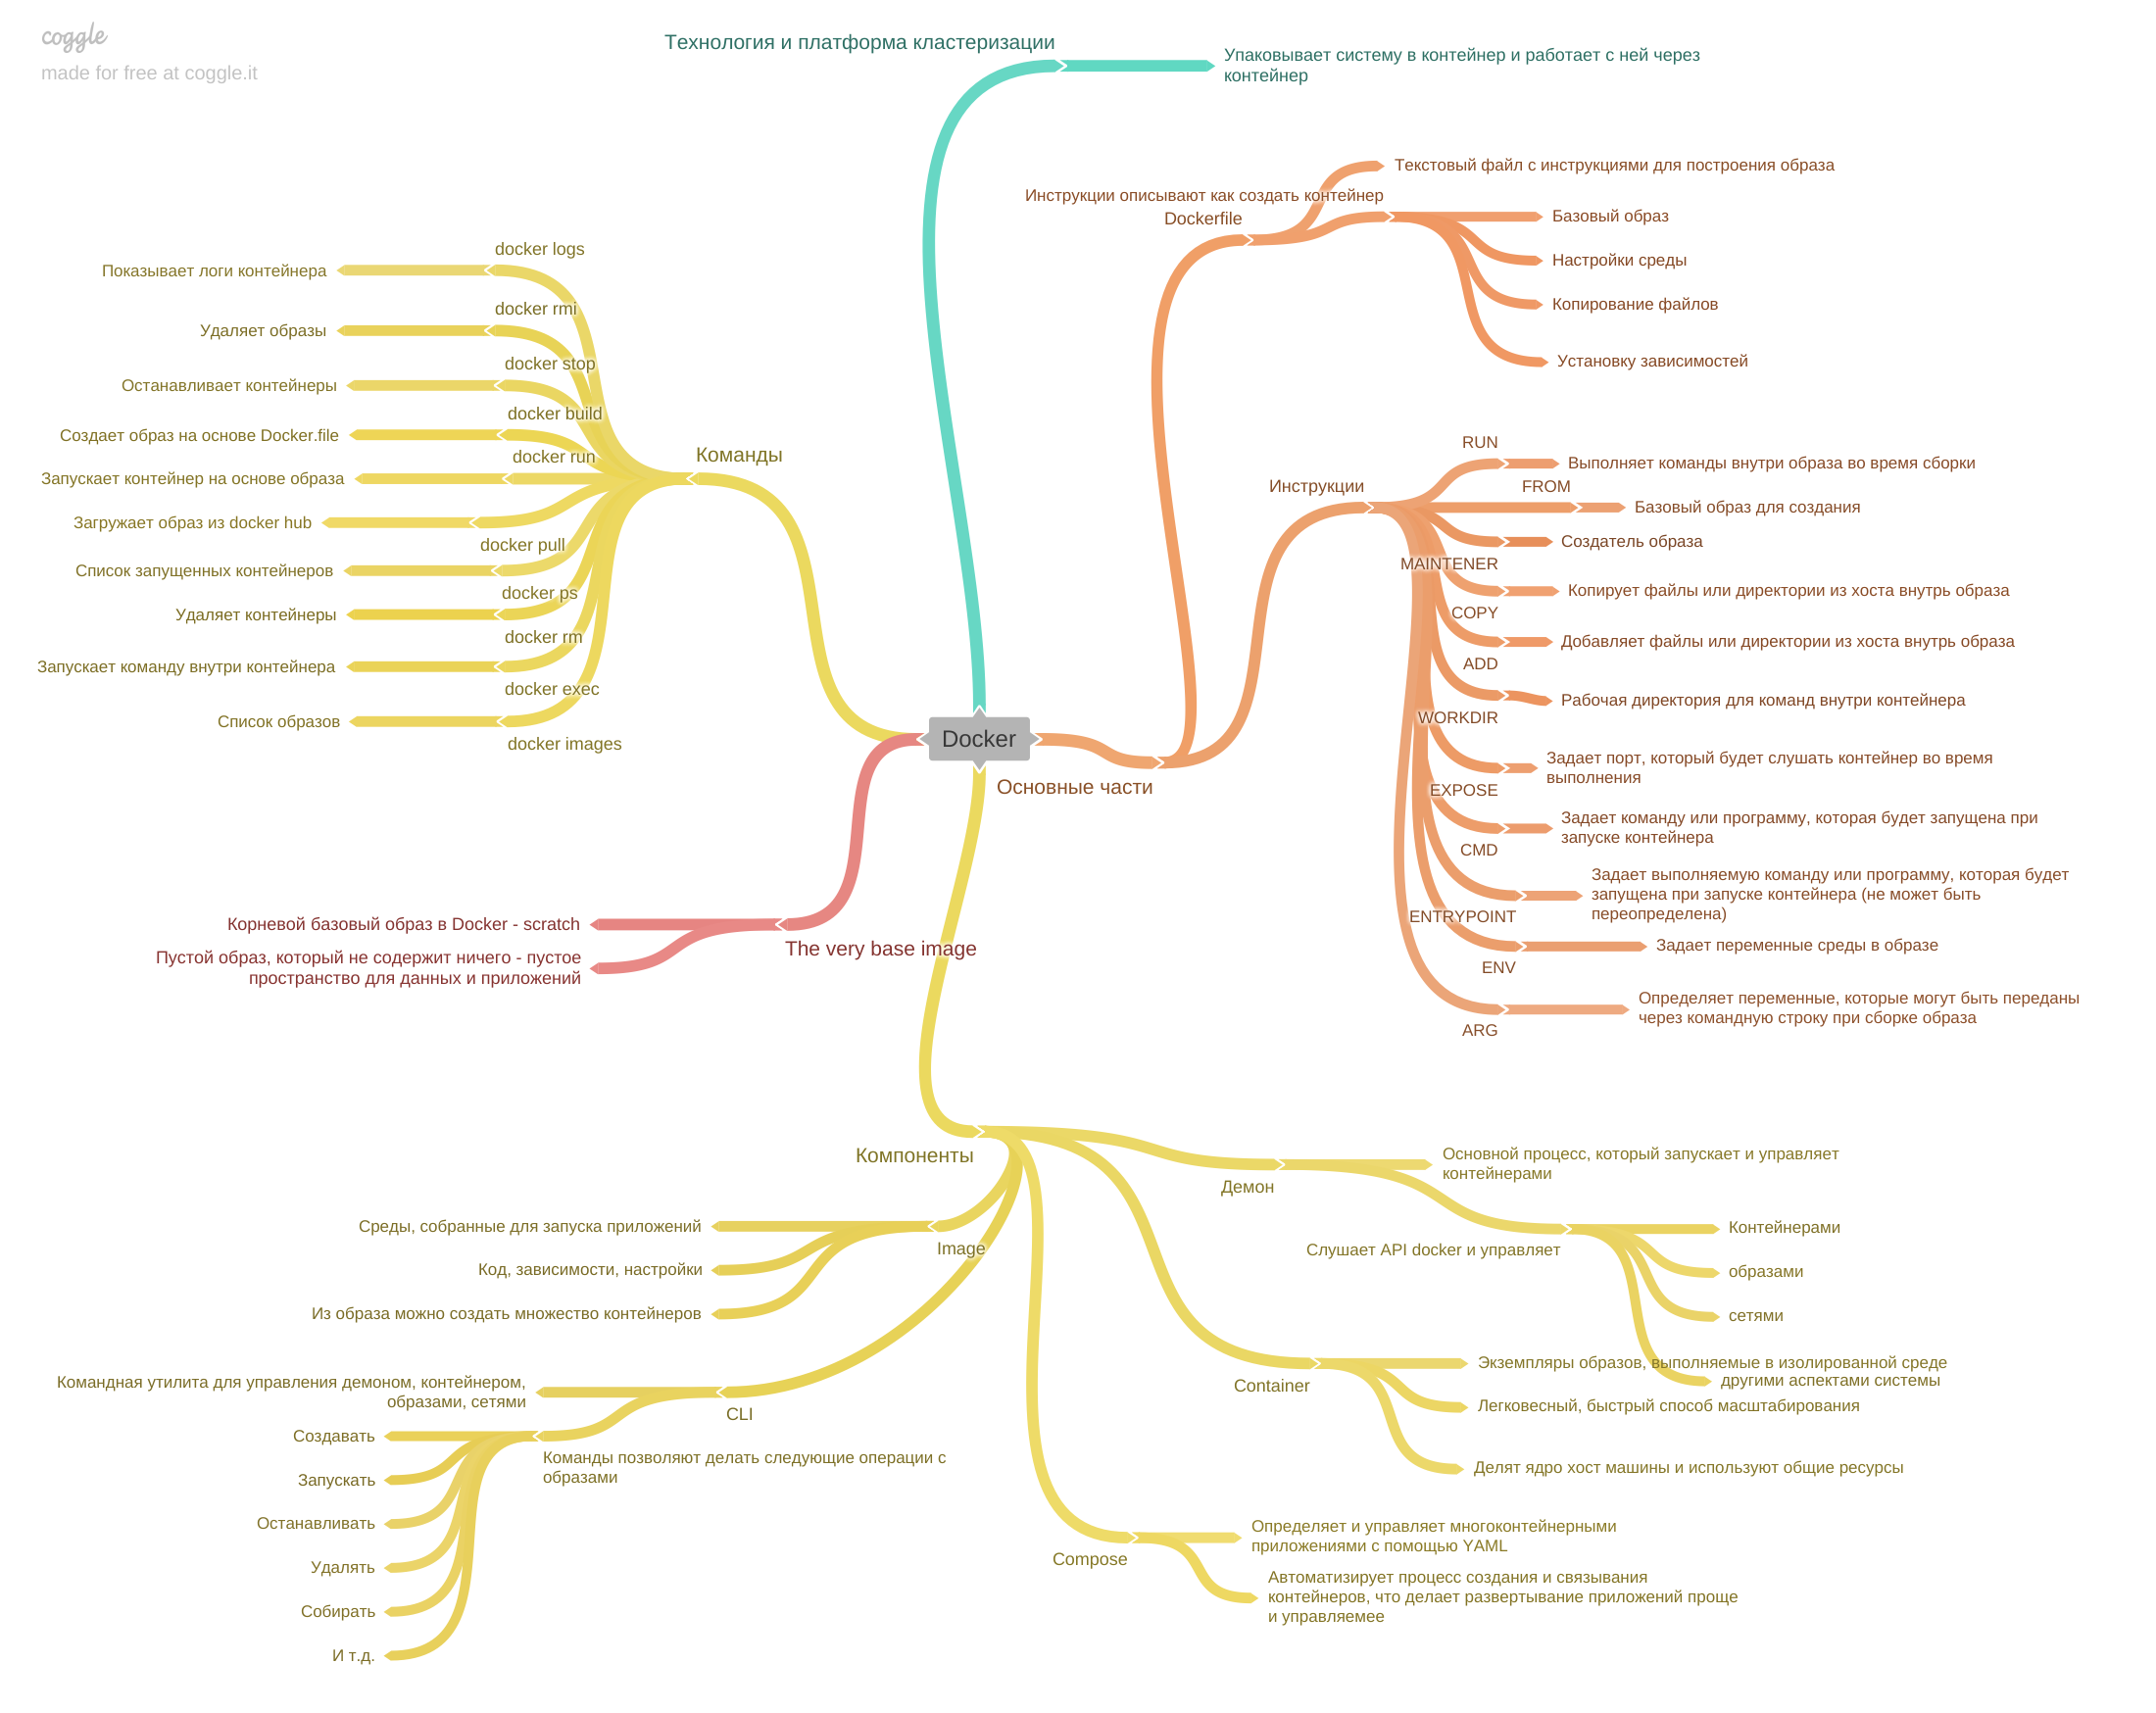 coggle
made for free at coggle.it
Технология и платформа кластеризации
Упаковывает систему в контейнер и работает с ней через
контейнер
Docker
Команды
docker logs
Показывает логи контейнера
docker rmi
Удаляет образы
docker stop
Останавливает контейнеры
docker build
Создает образ на основе Docker.file
docker run
Запускает контейнер на основе образа
Загружает образ из docker hub
docker pull
Список запущенных контейнеров
docker ps
Удаляет контейнеры
docker rm
Запускает команду внутри контейнера
docker exec
Список образов
docker images
Основные части
Dockerfile
Текстовый файл с инструкциями для построения образа
Инструкции описывают как создать контейнер
Базовый образ
Настройки среды
Копирование файлов
Установку зависимостей
Инструкции
RUN
Выполняет команды внутри образа во время сборки
FROM
Базовый образ для создания
Создатель образа
MAINTENER
Копирует файлы или директории из хоста внутрь образа
COPY
Добавляет файлы или директории из хоста внутрь образа
ADD
Рабочая директория для команд внутри контейнера
WORKDIR
Задает порт, который будет слушать контейнер во время
выполнения
EXPOSE
Задает команду или программу, которая будет запущена при
запуске контейнера
CMD
Задает выполняемую команду или программу, которая будет
запущена при запуске контейнера (не может быть
переопределена)
ENTRYPOINT
Задает переменные среды в образе
ENV
Определяет переменные, которые могут быть переданы
через командную строку при сборке образа
ARG
The very base image
Корневой базовый образ в Docker - scratch
Пустой образ, который не содержит ничего - пустое
пространство для данных и приложений
Компоненты
Демон
Основной процесс, который запускает и управляет
контейнерами
Слушает API docker и управляет
Контейнерами
образами
сетями
другими аспектами системы
Container
Экземпляры образов, выполняемые в изолированной среде
Легковесный, быстрый способ масштабирования
Делят ядро хост машины и используют общие ресурсы
Compose
Определяет и управляет многоконтейнерными
приложениями с помощью YAML
Автоматизирует процесс создания и связывания
контейнеров, что делает развертывание приложений проще
и управляемее
Image
Среды, собранные для запуска приложений
Код, зависимости, настройки
Из образа можно создать множество контейнеров
CLI
Командная утилита для управления демоном, контейнером,
образами, сетями
Команды позволяют делать следующие операции с
образами
Создавать
Запускать
Останавливать
Удалять
Собирать
И т.д.